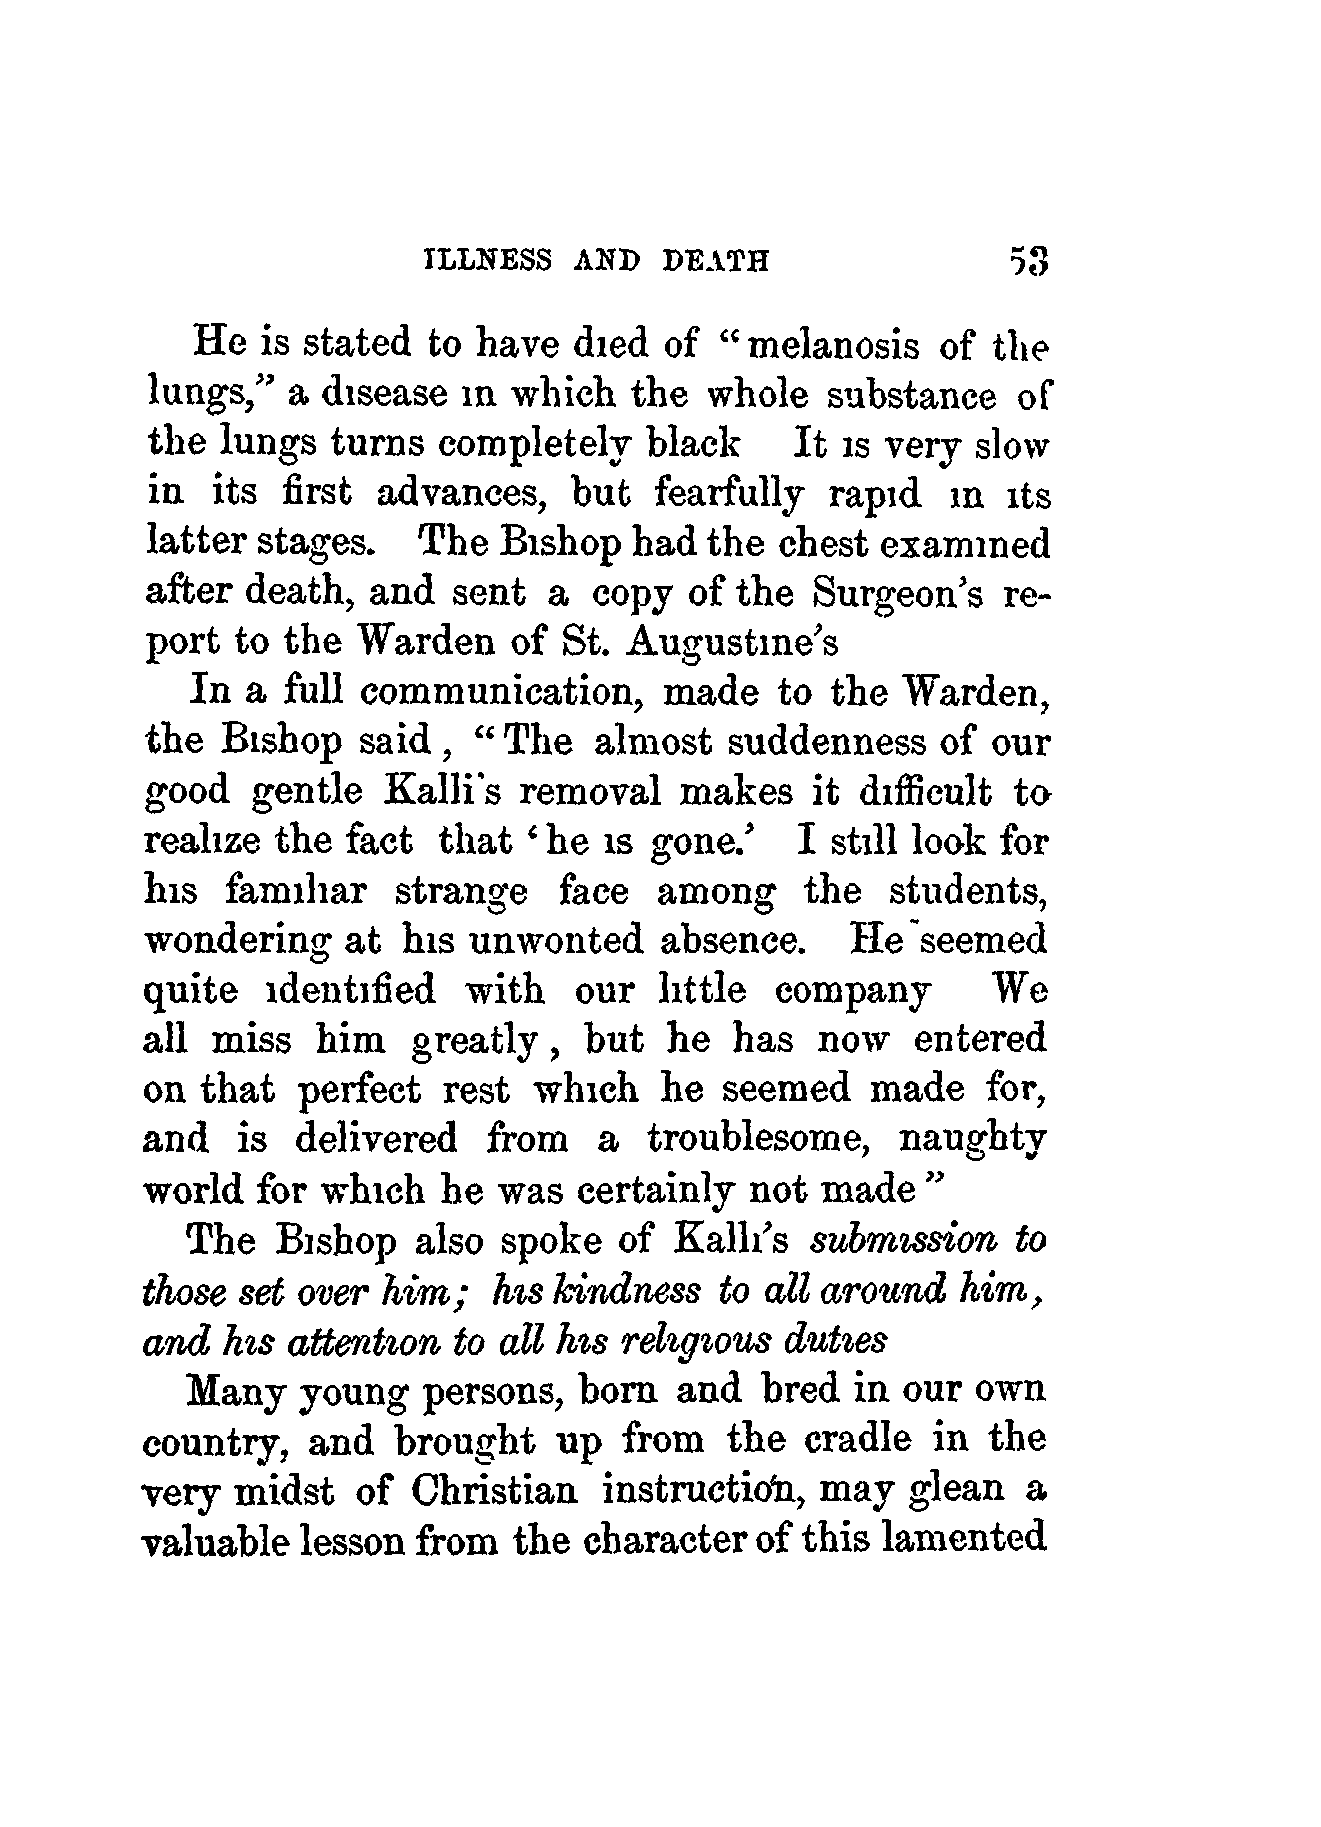 ILLNESS AND DEATH 53
He is stated to have died of “melanosis of the
lungs,” a disease in which the whole substance of
the lungs turns completely black It is very slow
in its first advances, but fearfully rapid in its
latter stages. The Bishop had the chest examined
after death, and sent a copy of the Surgeon's re-
port to the Warden of St. Augustine's
In a full communication, made to the Warden,
the Bishop said, “The almost suddenness of our
good gentle Kalli's removal makes it difficult to
realize the fact that ‘he is gone.’ I still look for
his familiar strange face among the students,
wondering at his unwonted absence. He seemed
quite identified with our little company We
all miss him greatly, but he has now entered
on that perfect rest which he seemed made for,
and is delivered from a troublesome, naughty
world for which he was certainly not made”
The Bishop also spoke of Kalli's submission to
those set over him; his kindness to all around him,
and his attention to all his religious duties
Many young persons, born and bred in our own
country, and brought up from the cradle in the
very midst of Christian instruction, may glean a
valuable lesson from the character of this lamented